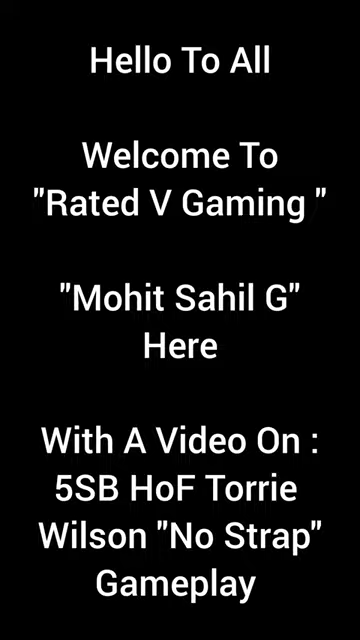 Hello To All
Welcome To
"Rated V Gaming "
"Mohit Sahil G"
Here
With A Video On :
5SB HoF Torrie
Wilson "No Strap"
Gameplay